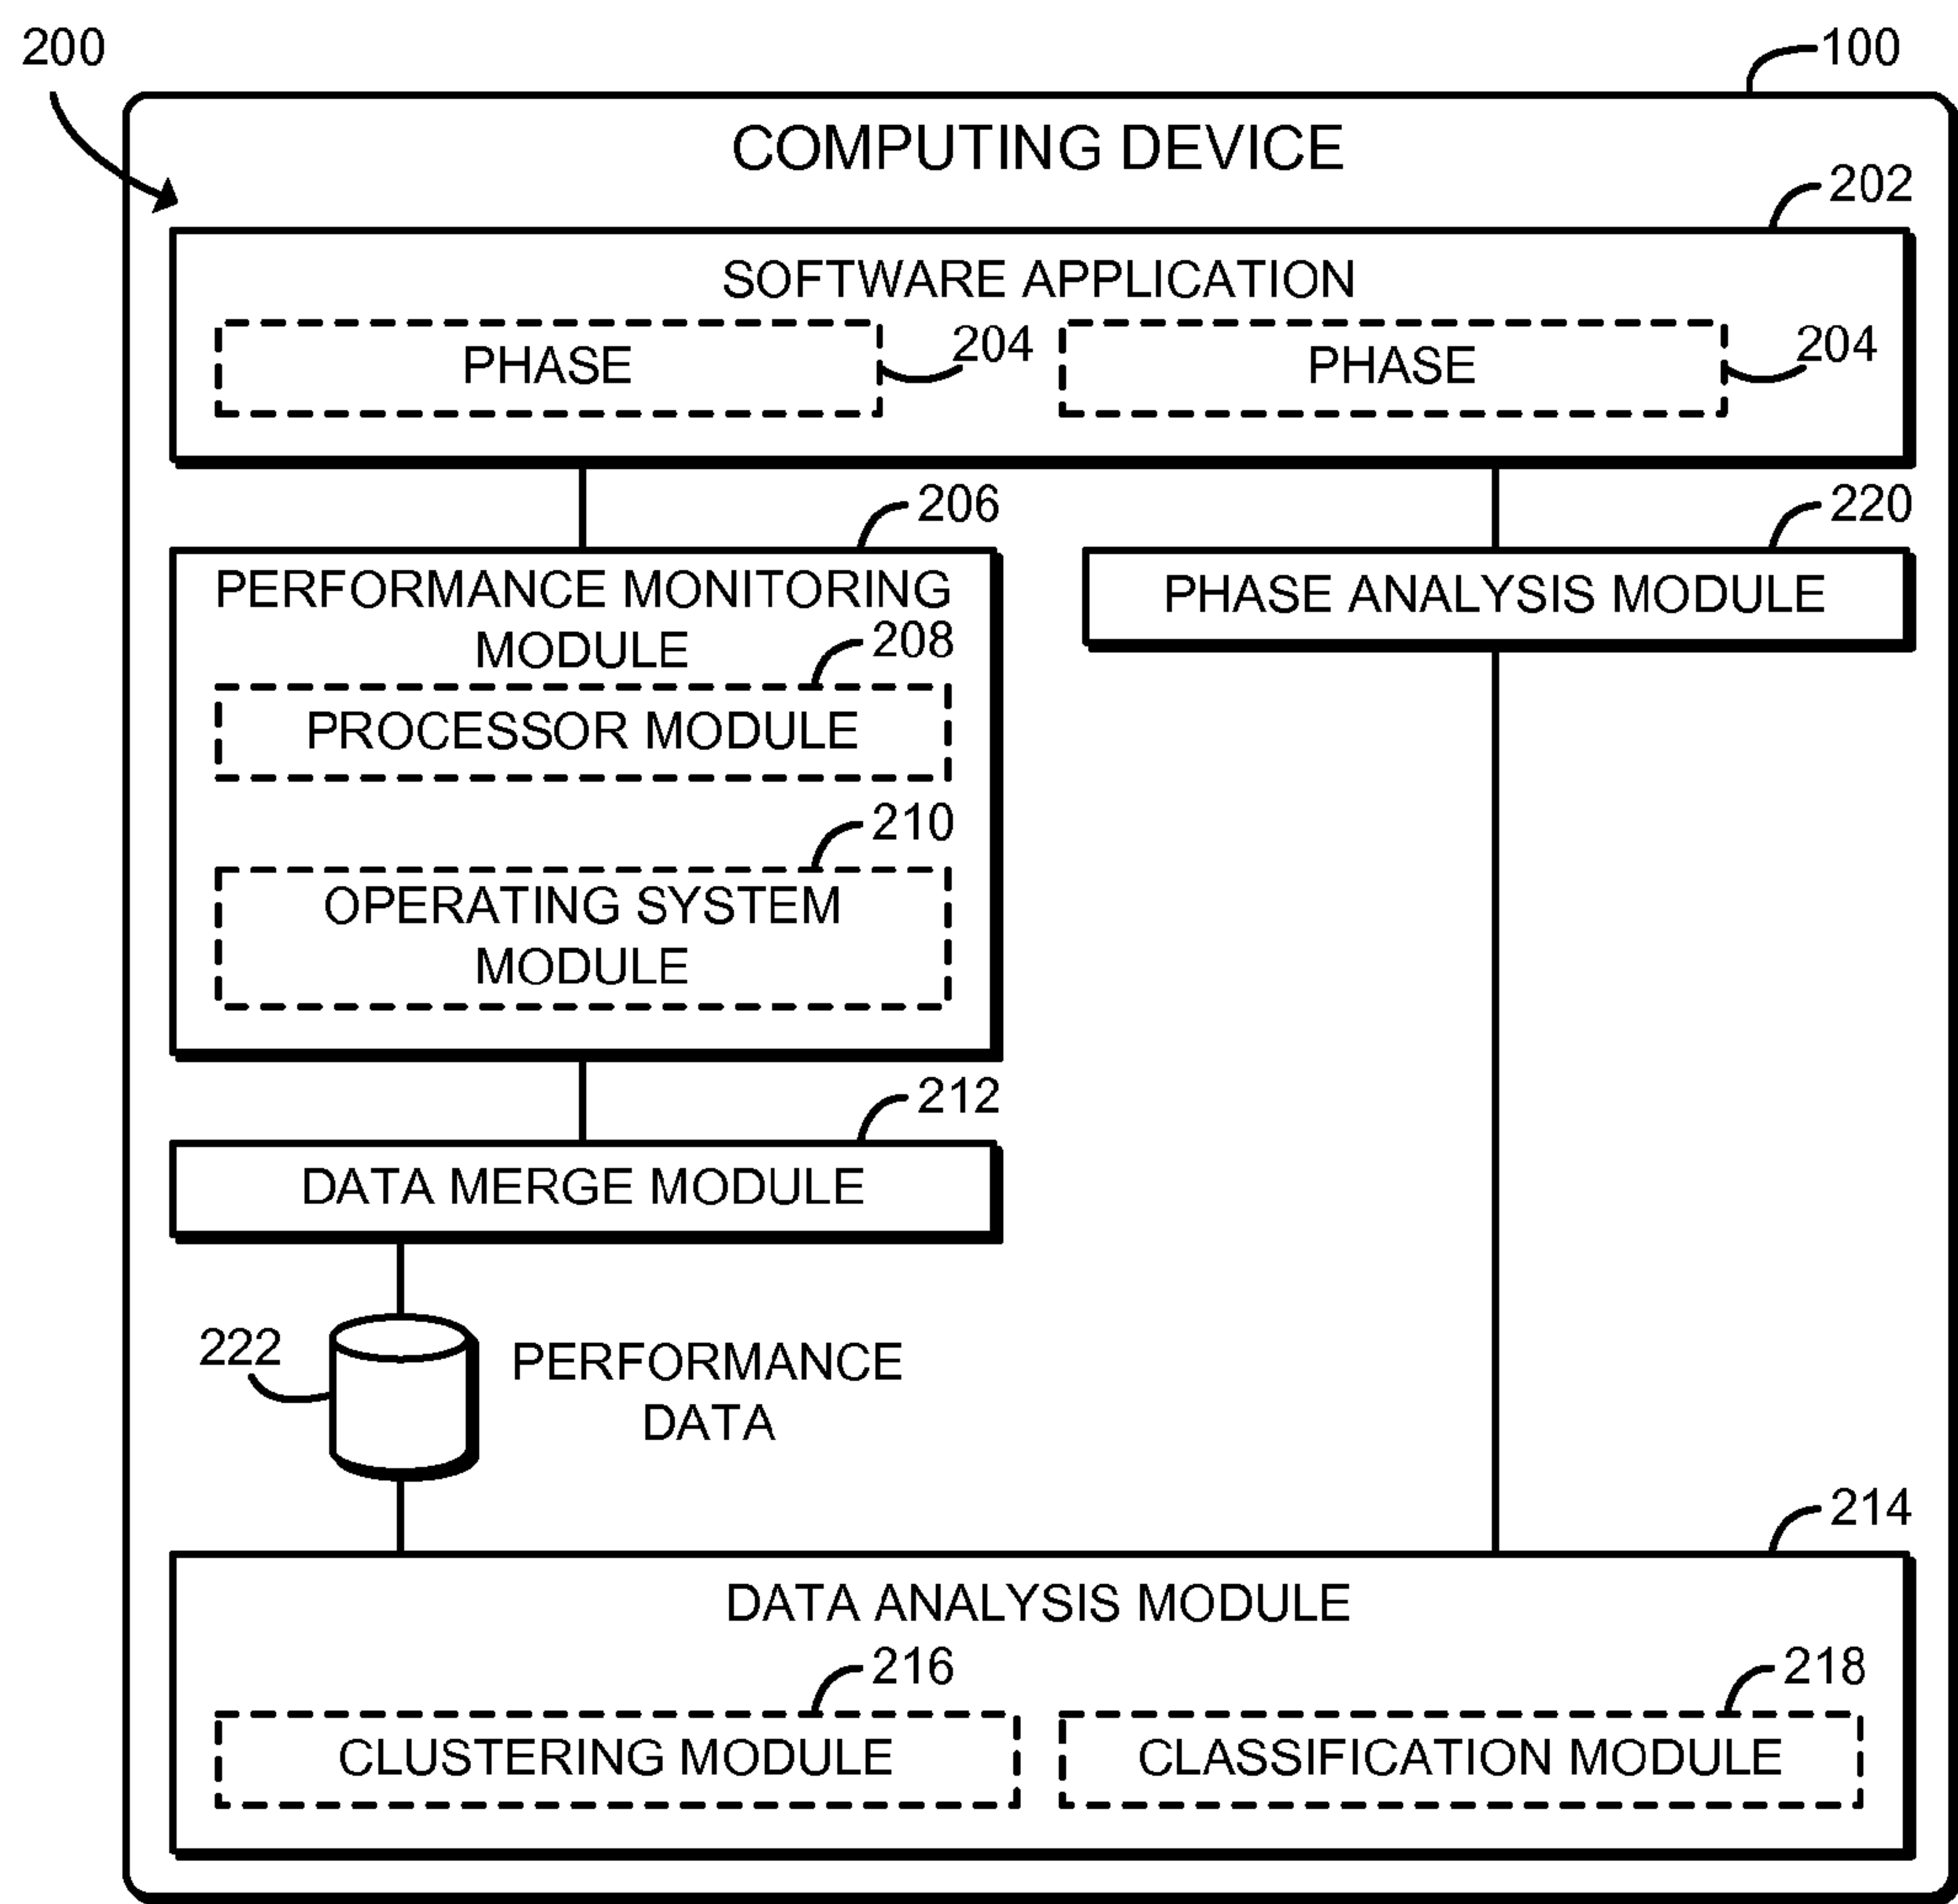 200
100
COMPUTING DEVICE
202
SOFTWARE APPLICATION
PHASE
204
PHASE
204
206
220
PERFORMANCE MONITORING
MODULE
PHASE ANALYSIS MODULE
208
PROCESSOR MODULE
210
OPERATING SYSTEM
MODULE
212
DATA MERGE MODULE
222
PERFORMANCE
DATA
214
DATA ANALYSIS MODULE
216
218
CLUSTERING MODULE
CLASSIFICATION MODULE